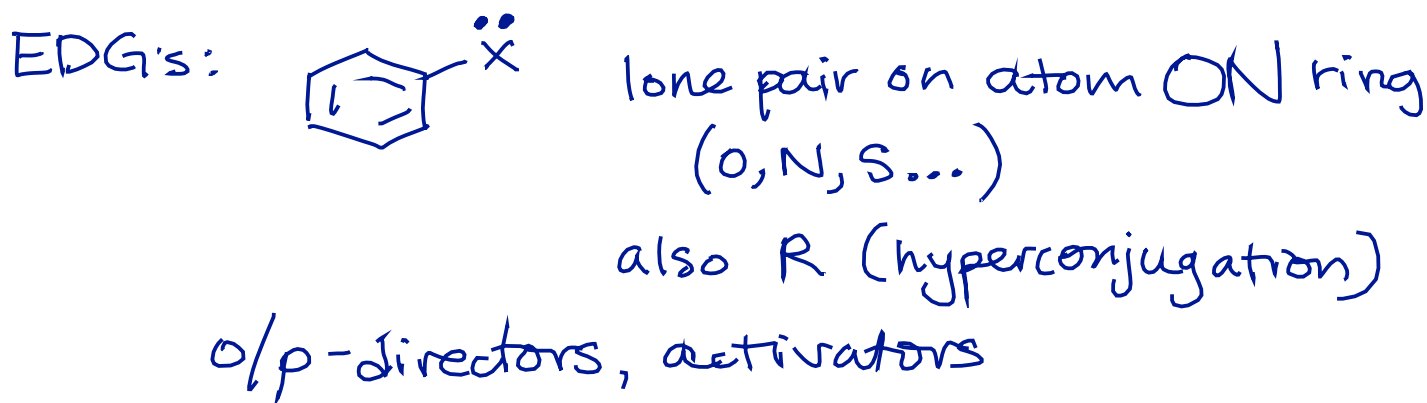 EDG's: Ẍ lone pair on atom ON ring
(O, N, S...)
also R (hyperconjugation)
o/p-directors, activators